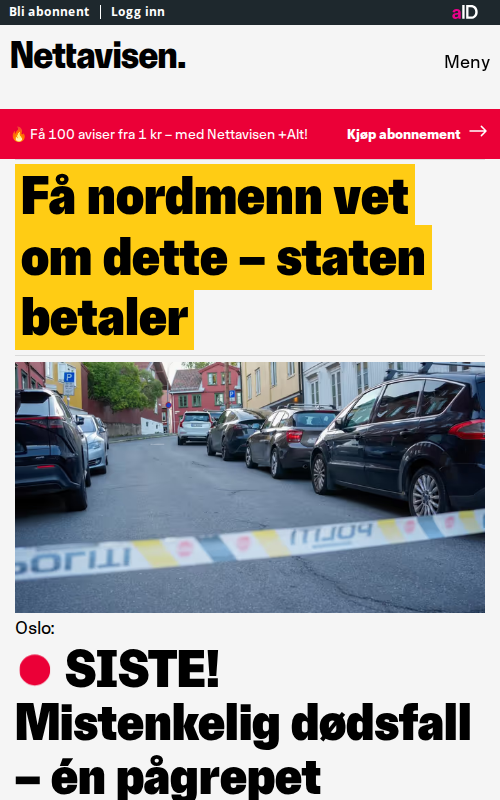 Bli abonnent | Logg inn aID
Nettavisen.
Meny
🔥 Få 100 aviser fra 1 kr – med Nettavisen +Alt! Kjøp abonnement →
Få nordmenn vet
om dette – staten
betaler
P
POLITI POLITI
Oslo:
🔴 SISTE!
Mistenkelig dødsfall
– én pågrepet